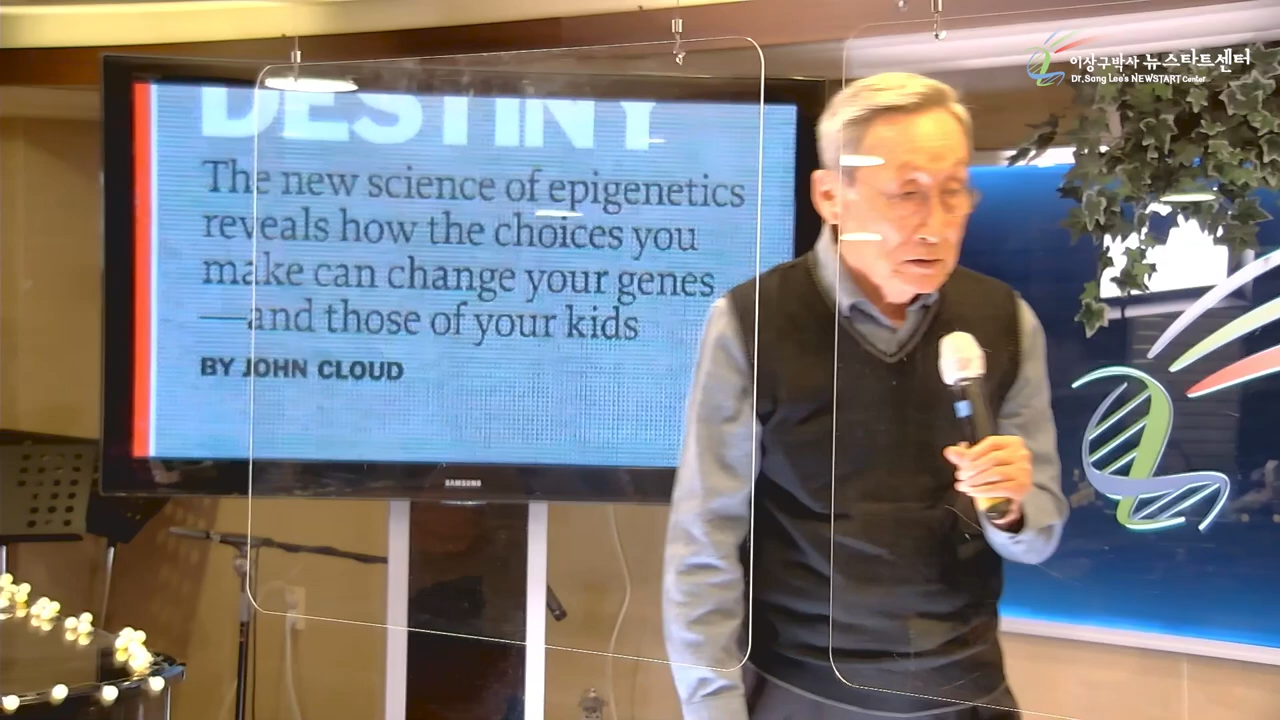 이상구박사 뉴스타트센터
Dr. Sang Lee's NEWSTART Center
DESTINY
The new science of epigenetics
reveals how the choices you
make can change your genes
—and those of your kids
BY JOHN CLOUD
SAMSUNG